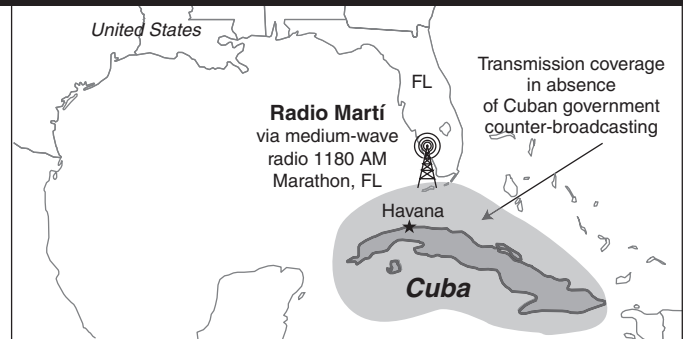 United States
FL
Transmission coverage
in absence
of Cuban government
counter-broadcasting
Radio Martí
via medium-wave
radio 1180 AM
Marathon, FL
Havana
Cuba